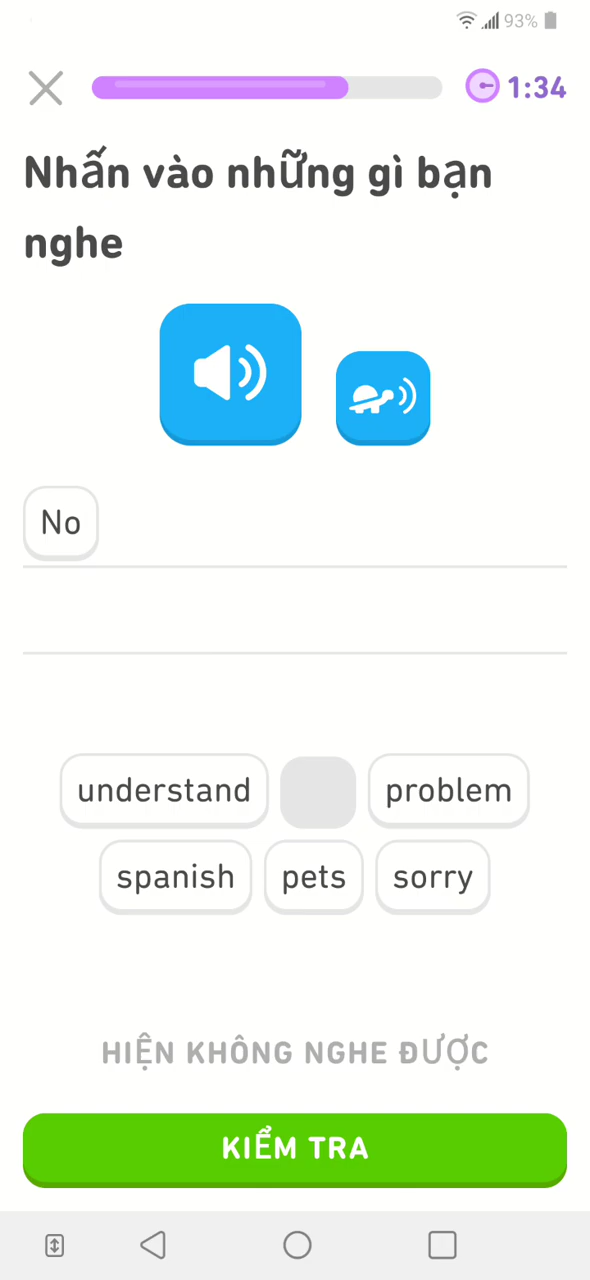 93%
1:34
Nhấn vào những gì bạn
nghe
No
understand
problem
spanish
pets
sorry
HIỆN KHÔNG NGHE ĐƯỢC
KIỂM TRA